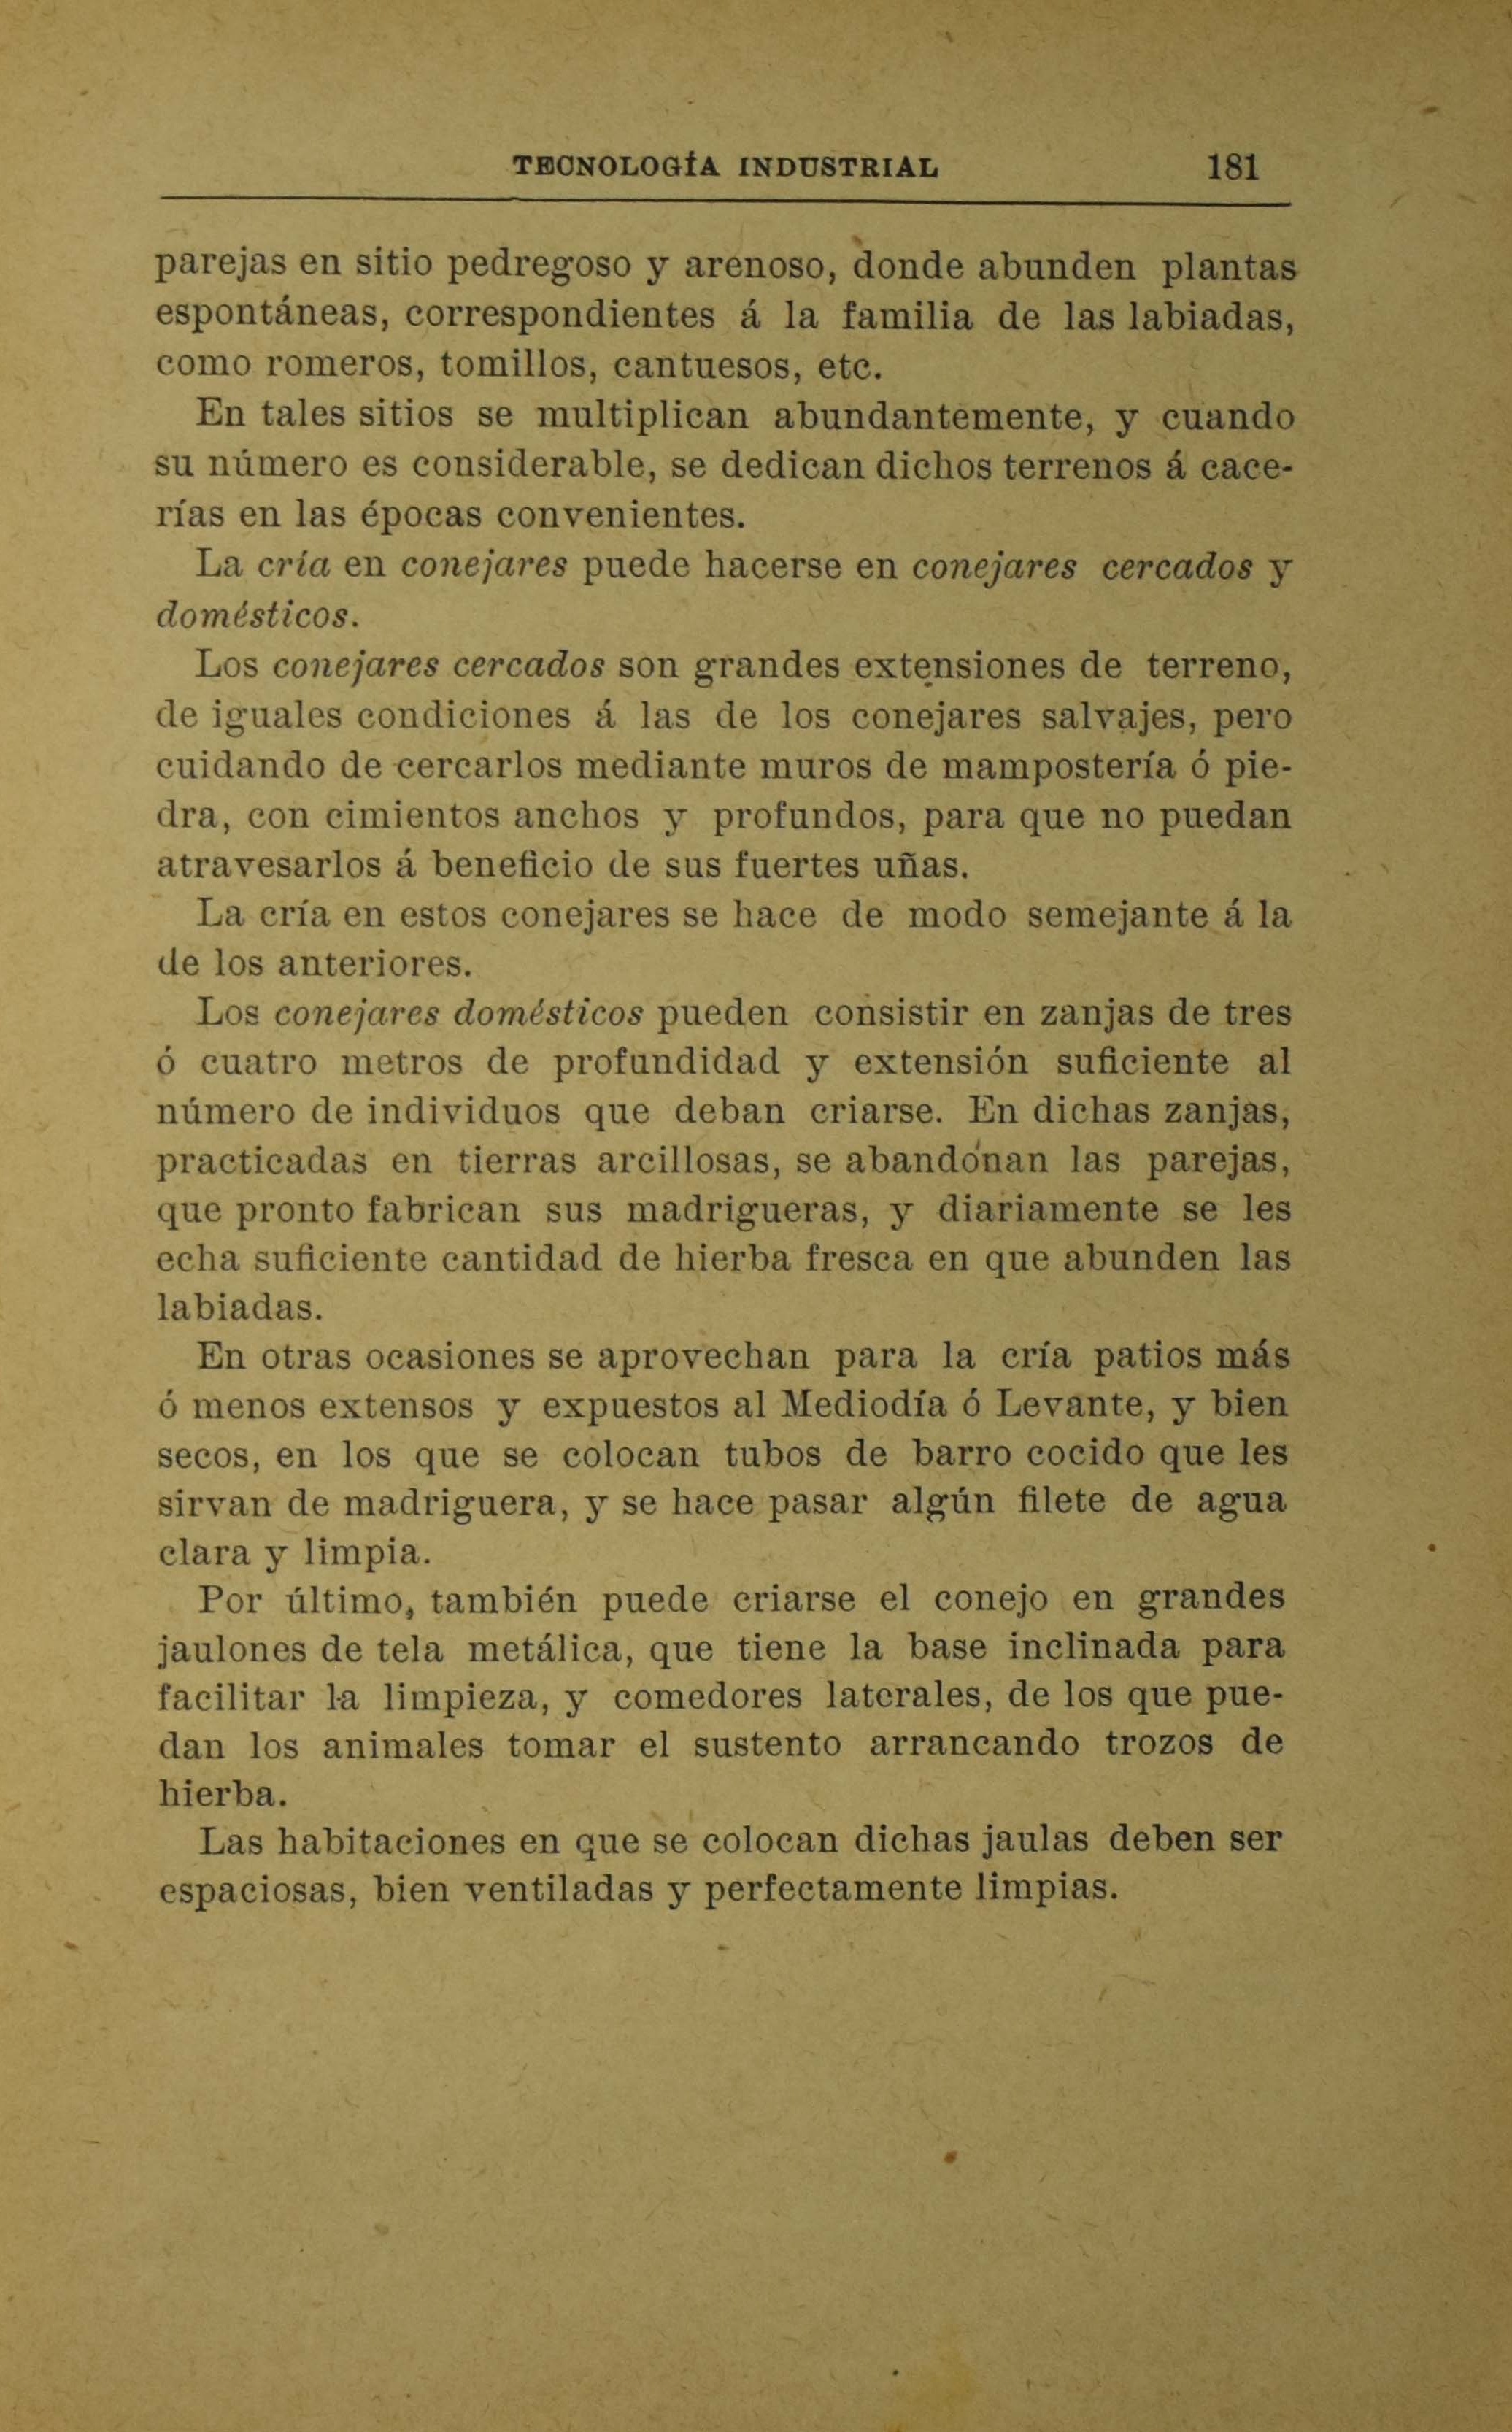 TECNOLOGÍA INDUSTRIAL 181
parejas en sitio pedregoso y arenoso, donde abunden plantas
espontáneas, correspondientes á la familia de las labiadas,
como romeros, tomillos, cantuesos, etc.
En tales sitios se multiplican abundantemente, y cuando
su número es considerable, se dedican dichos terrenos á cace-
rías en las épocas convenientes.
La cría en conejares puede hacerse en conejares cercados y
domésticos.
Los conejares cercados son grandes extensiones de terreno,
de iguales condiciones á las de los conejares salvajes, pero
cuidando de cercarlos mediante muros de mampostería ó pie-
dra, con cimientos anchos y profundos, para que no puedan
atravesarlos á beneficio de sus fuertes uñas.
La cría en estos conejares se hace de modo semejante á la
de los anteriores.
Los conejares domésticos pueden consistir en zanjas de tres
ó cuatro metros de profundidad y extensión suficiente al
número de individuos que deban criarse. En dichas zanjas,
practicadas en tierras arcillosas, se abandonan las parejas,
que pronto fabrican sus madrigueras, y diariamente se les
echa suficiente cantidad de hierba fresca en que abunden las
labiadas.
En otras ocasiones se aprovechan para la cría patios más
ó menos extensos y expuestos al Mediodía ó Levante, y bien
secos, en los que se colocan tubos de barro cocido que les
sirvan de madriguera, y se hace pasar algún filete de agua
clara y limpia.
Por último, también puede criarse el conejo en grandes
jaulones de tela metálica, que tiene la base inclinada para
facilitar la limpieza, y comedores laterales, de los que pue-
dan los animales tomar el sustento arrancando trozos de
hierba.
Las habitaciones en que se colocan dichas jaulas deben ser
espaciosas, bien ventiladas y perfectamente limpias.